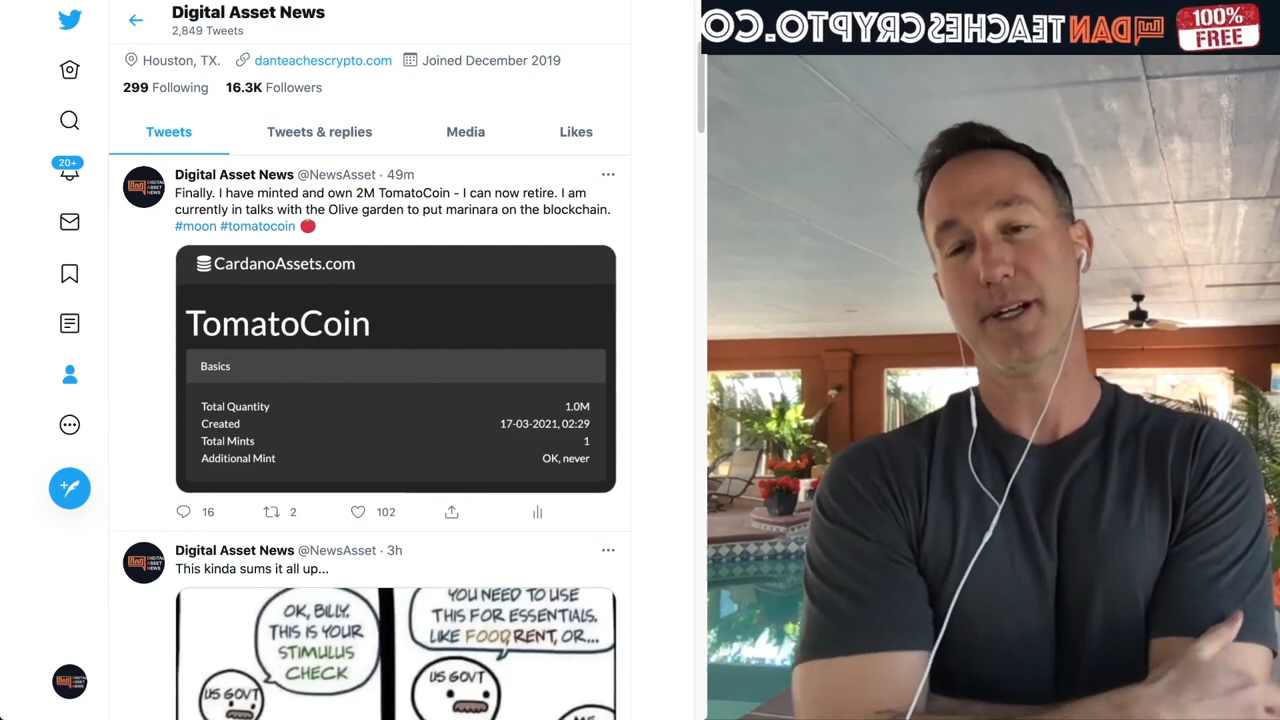 Digital Asset News
2,849 Tweets
Houston, TX. danteachescrypto.com Joined December 2019
299 Following 16.3K Followers
Tweets Tweets & replies Media Likes
20+
Digital Asset News @NewsAsset · 49m
Finally. I have minted and own 2M TomatoCoin - I can now retire. I am
currently in talks with the Olive garden to put marinara on the blockchain.
#moon #tomatocoin 🍅
CardanoAssets.com
TomatoCoin
Basics
Total Quantity 1.0M
Created 17-03-2021, 02:29
Total Mints 1
Additional Mint OK, never
16 2 102
Digital Asset News @NewsAsset · 3h
This kinda sums it all up...
OK, BILLY.
THIS IS YOUR
STIMULUS
CHECK
US GOVT
YOU NEED TO USE
THIS FOR ESSENTIALS.
LIKE FOOD, RENT, OR...
US GOVT
ME
DAN TEACHES CRYPTO.CO
100%
FREE